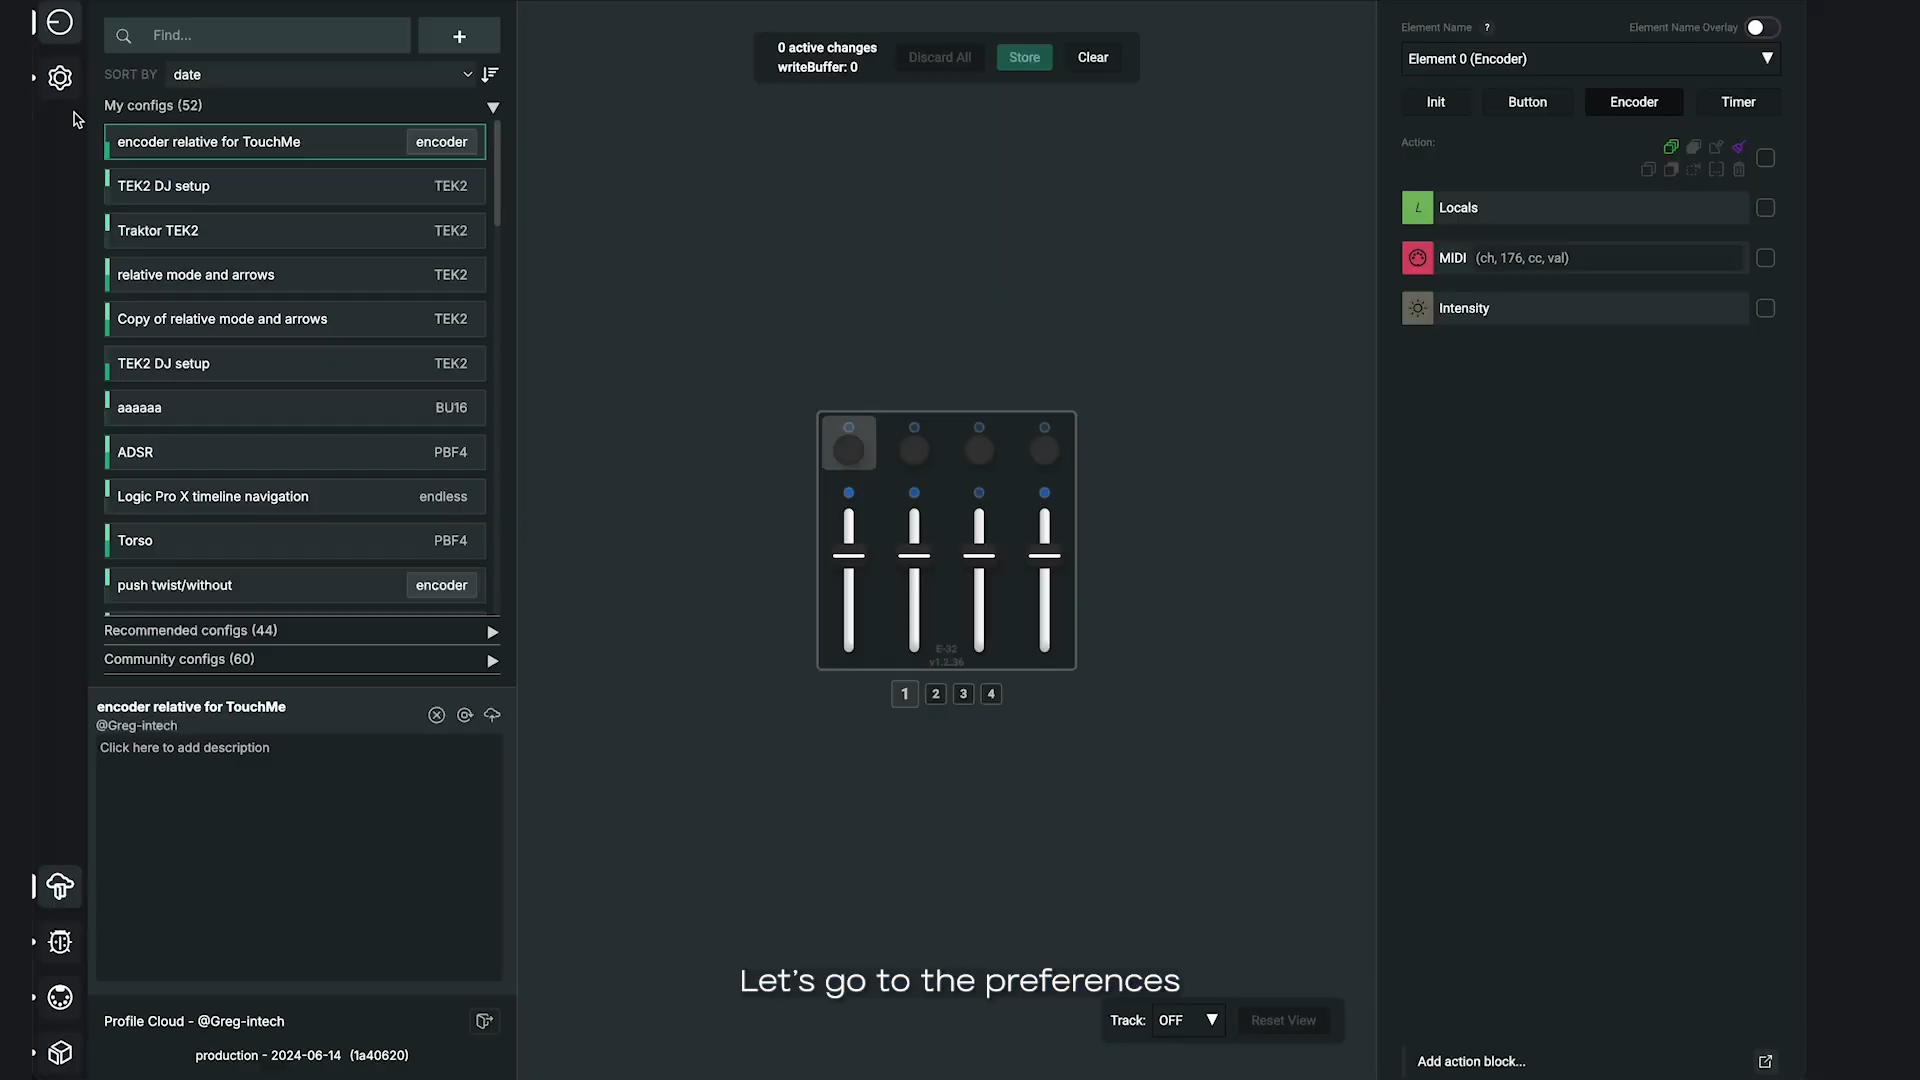 Find...
+
SORT BY date
My configs (52)
encoder relative for TouchMe encoder
TEK2 DJ setup TEK2
Traktor TEK2 TEK2
relative mode and arrows TEK2
Copy of relative mode and arrows TEK2
TEK2 DJ setup TEK2
aaaaaa BU16
ADSR PBF4
Logic Pro X timeline navigation endless
Torso PBF4
push twist/without encoder
Recommended configs (44)
Community configs (60)
encoder relative for TouchMe
@Greg-intech
Click here to add description
Profile Cloud - @Greg-intech
production - 2024-06-14 (1a40620)
0 active changes
writeBuffer: 0
Discard All Store Clear
E-32
v1.2.36
1 2 3 4
Let's go to the preferences
Track: OFF Reset View
Element Name ? Element Name Overlay
Element 0 (Encoder)
Init Button Encoder Timer
Action:
L Locals
MIDI (ch, 176, cc, val)
Intensity
Add action block...